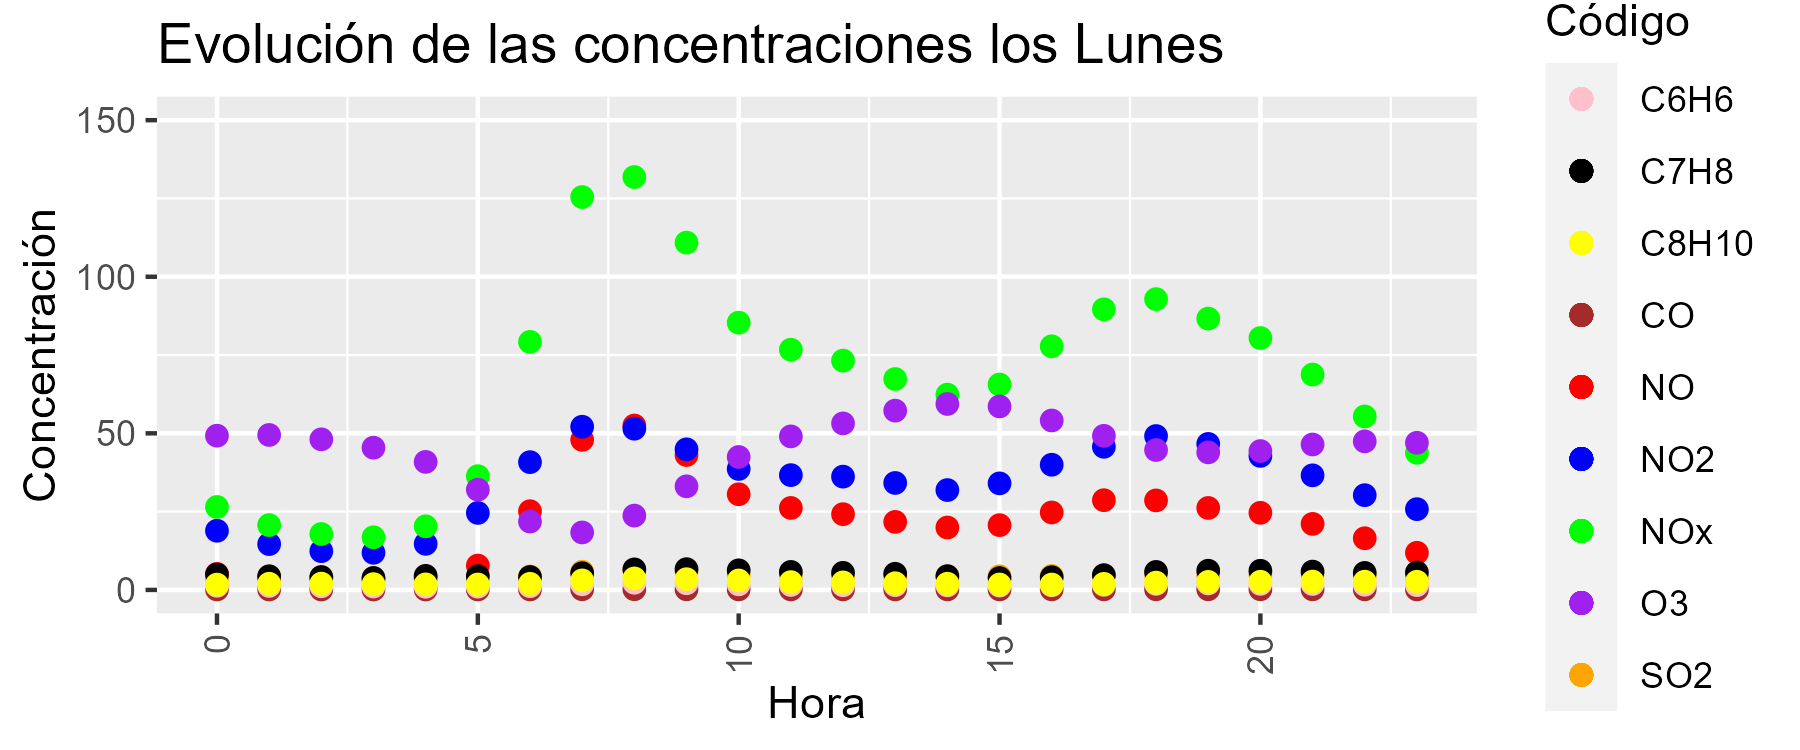 Evolución de las concentraciones los Lunes
Concentración
150
100
50
0
0
5
10
15
20
Hora
Código
C6H6
C7H8
C8H10
CO
NO
NO2
NOx
O3
SO2